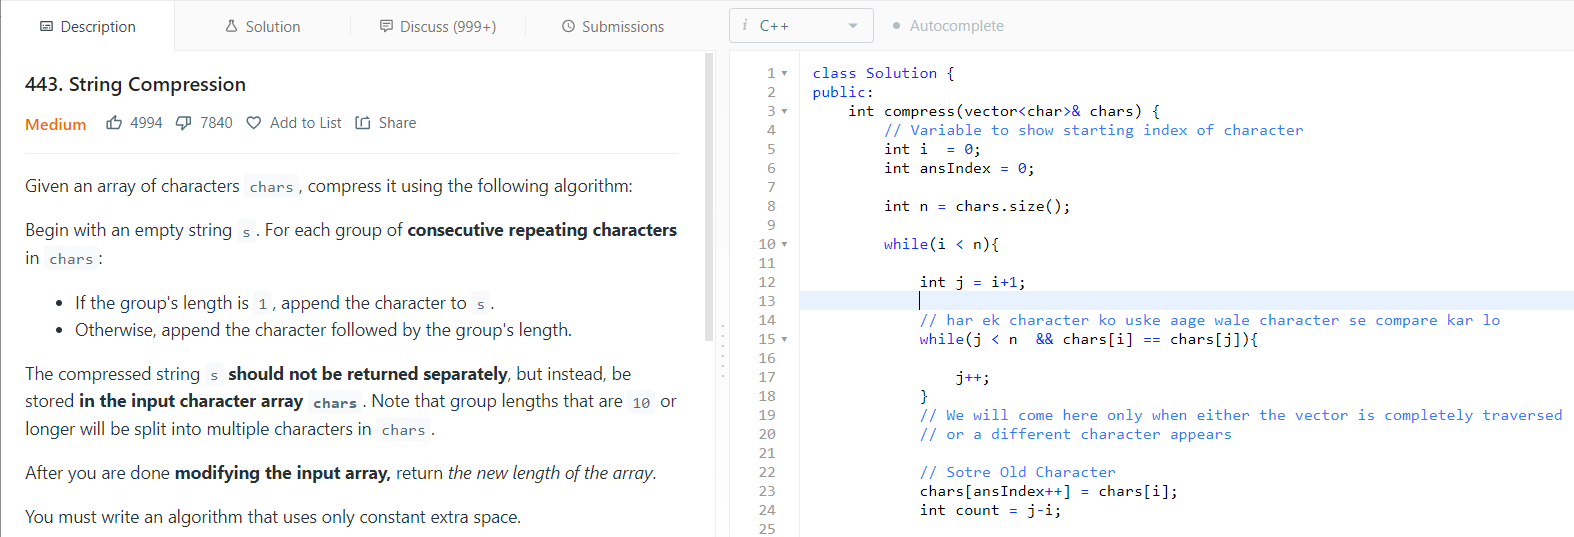 Description
Solution
Discuss (999+)
Submissions
i C++
Autocomplete
443. String Compression
Medium 4994 7840 Add to List Share
Given an array of characters chars, compress it using the following algorithm:
Begin with an empty string s. For each group of consecutive repeating characters
in chars:
• If the group's length is 1, append the character to s.
• Otherwise, append the character followed by the group's length.
The compressed string s should not be returned separately, but instead, be
stored in the input character array chars. Note that group lengths that are 10 or
longer will be split into multiple characters in chars.
After you are done modifying the input array, return the new length of the array.
You must write an algorithm that uses only constant extra space.
1 class Solution {
2 public:
3     int compress(vector<char>& chars) {
4         // Variable to show starting index of character
5         int i  = 0;
6         int ansIndex = 0;
7
8         int n = chars.size();
9
10         while(i < n){
11
12             int j = i+1;
13
14             // har ek character ko uske aage wale character se compare kar lo
15             while(j < n  && chars[i] == chars[j]){
16
17                 j++;
18             }
19             // We will come here only when either the vector is completely traversed
20             // or a different character appears
21
22             // Sotre Old Character
23             chars[ansIndex++] = chars[i];
24             int count = j-i;
25